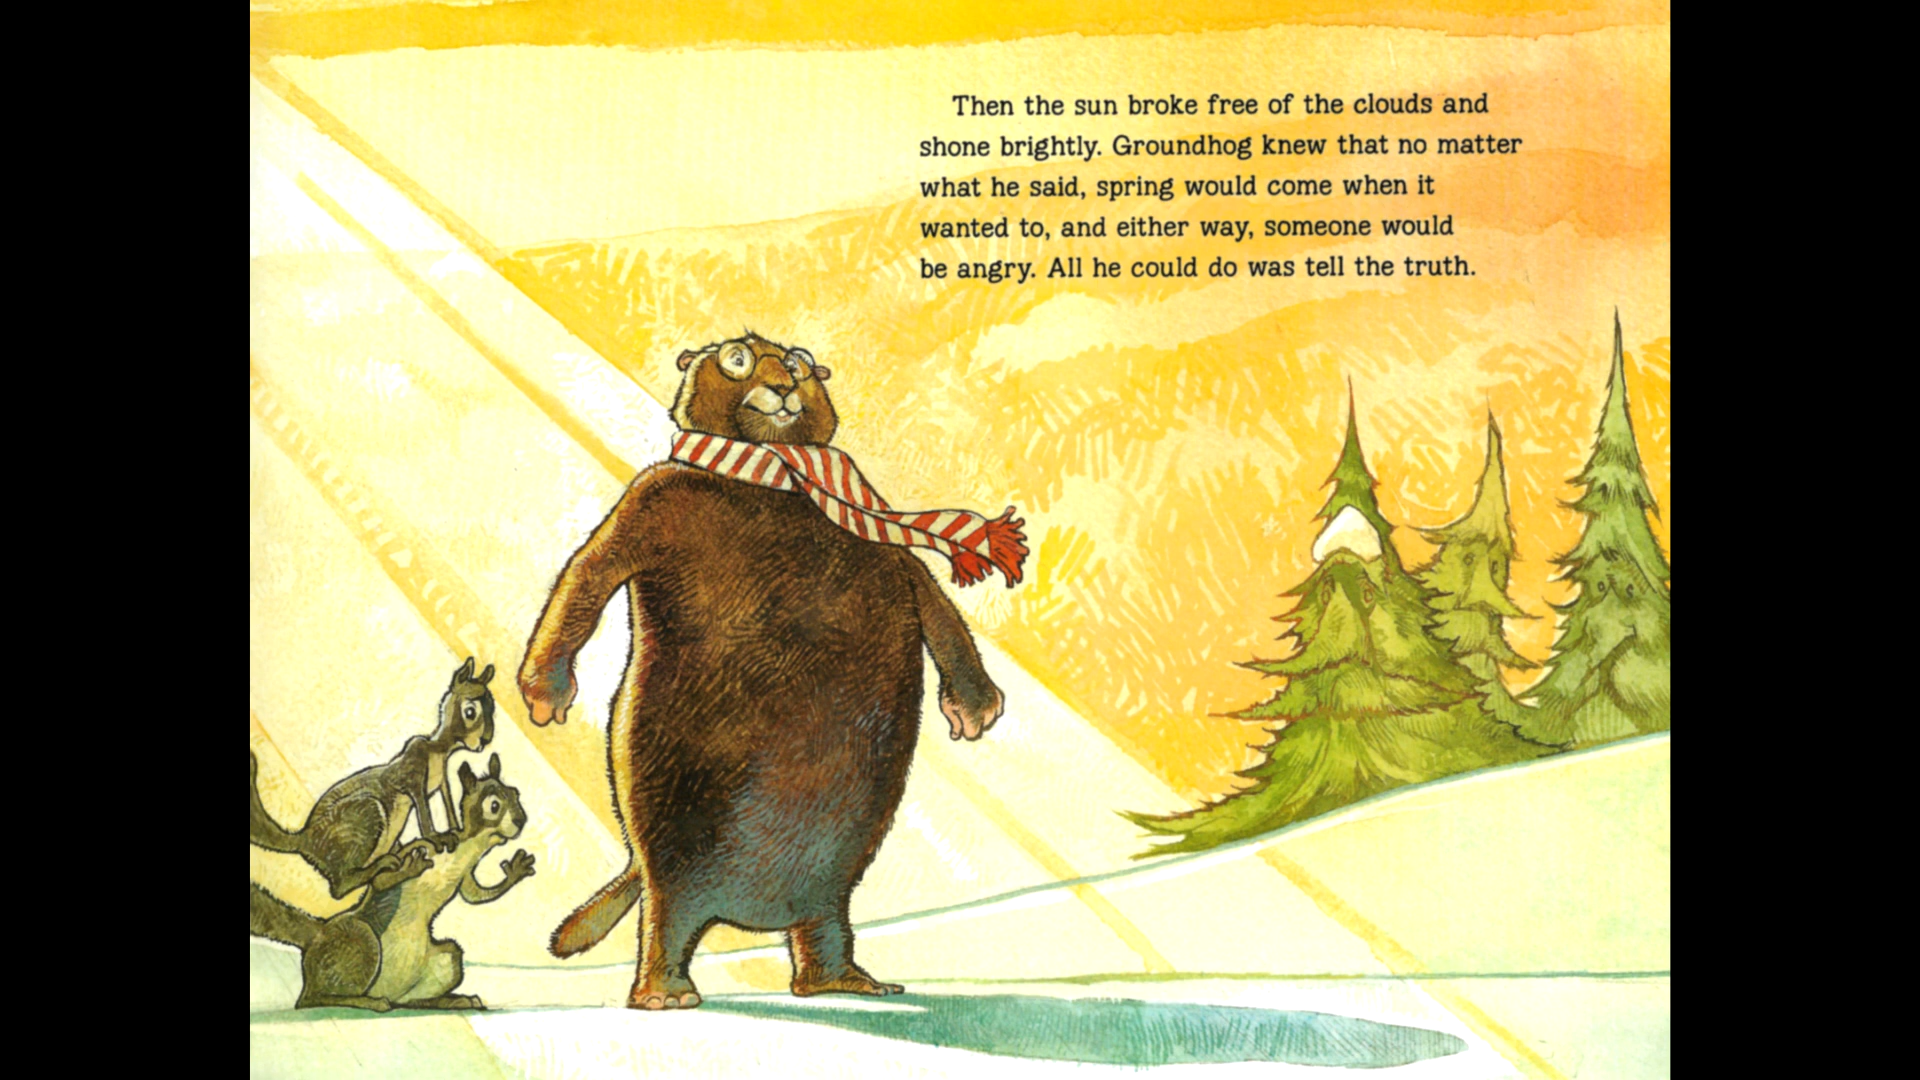 Then the sun broke free of the clouds and
shone brightly. Groundhog knew that no matter
what he said, spring would come when it
wanted to, and either way, someone would
be angry. All he could do was tell the truth.